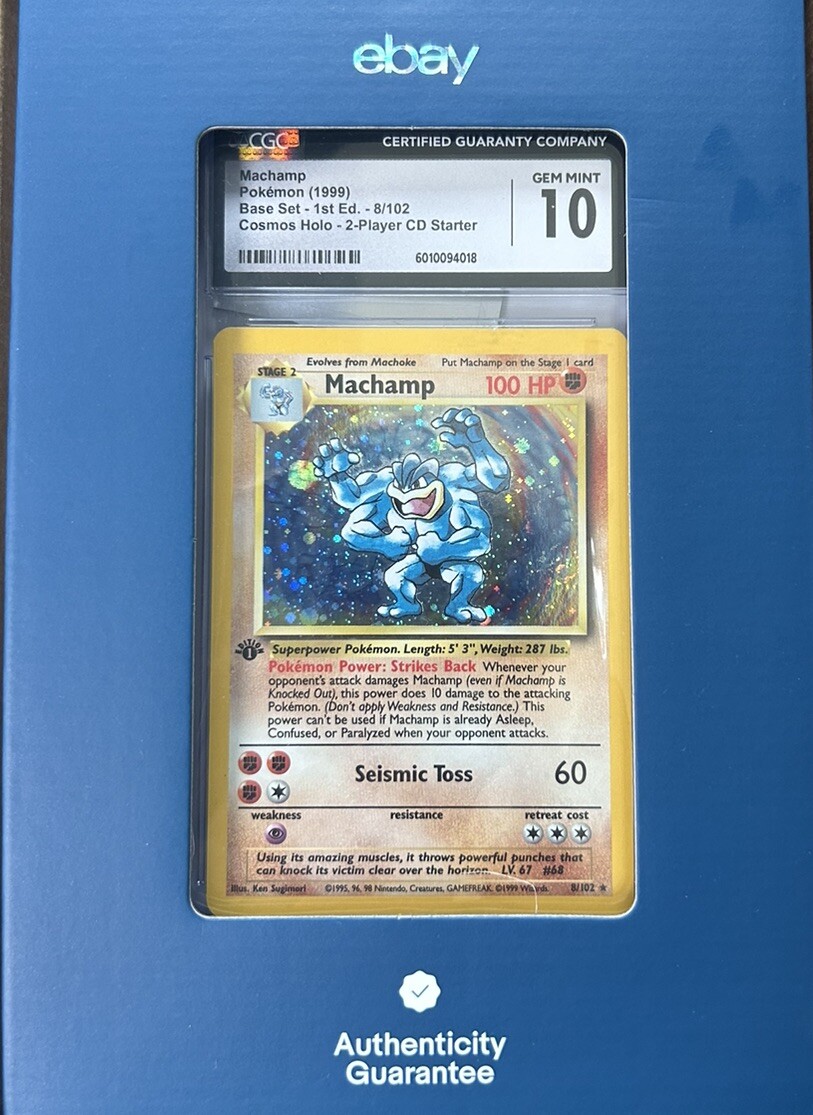 ebay
CGC
CERTIFIED GUARANTY COMPANY
Machamp
Pokémon (1999)
Base Set - 1st Ed. - 8/102
Cosmos Holo - 2-Player CD Starter
GEM MINT
10
6010094018
Evolves from Machoke Put Machamp on the Stage 1 card
STAGE 2
Machamp 100 HP
EDITION
1
Superpower Pokémon. Length: 5' 3", Weight: 287 lbs.
Pokémon Power: Strikes Back Whenever your
opponent's attack damages Machamp (even if Machamp is
Knocked Out), this power does 10 damage to the attacking
Pokémon. (Don't apply Weakness and Resistance.) This
power can't be used if Machamp is already Asleep,
Confused, or Paralyzed when your opponent attacks.
Seismic Toss 60
weakness resistance retreat cost
Using its amazing muscles, it throws powerful punches that
can knock its victim clear over the horizon. LV. 67 #68
Illus. Ken Sugimori ©1995, 96, 98 Nintendo, Creatures, GAMEFREAK. ©1999 Wizards. 8/102 ★
Authenticity
Guarantee